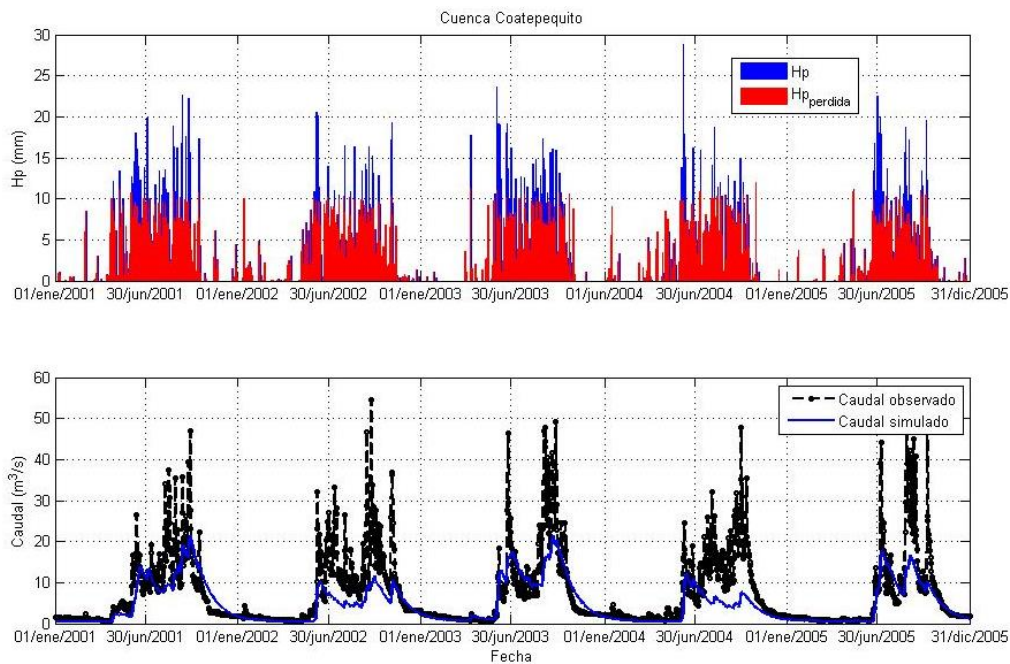 Cuenca Coatepequito
30
25
20
15
10
5
0
Hp (mm)
Hp
Hp perdida
01/ene/2001 30/jun/2001 01/ene/2002 30/jun/2002 01/ene/2003 30/jun/2003 01/jun/2004 30/jun/2004 01/ene/2005 30/jun/2005 31/dic/2005
60
50
40
30
20
10
0
Caudal (m³/s)
Caudal observado
Caudal simulado
01/ene/2001 30/jun/2001 01/ene/2002 30/jun/2002 01/ene/2003 30/jun/2003 01/ene/2004 30/jun/2004 01/ene/2005 30/jun/2005 31/dic/2005
Fecha